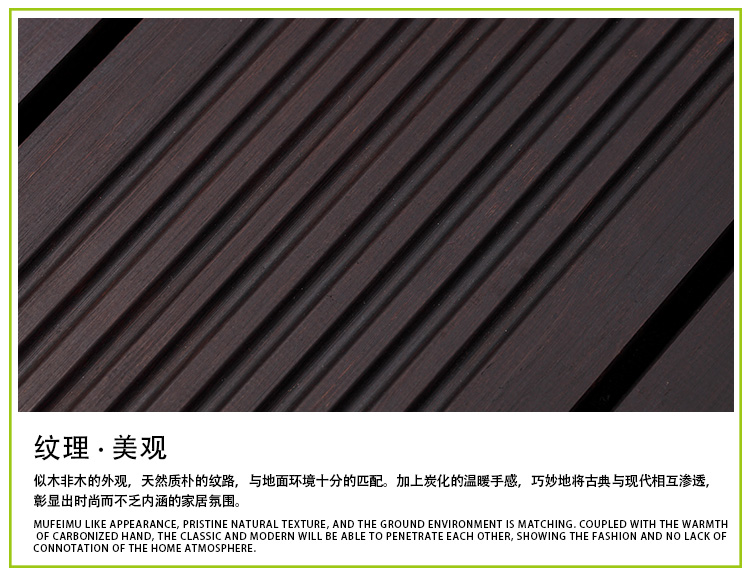 纹理·美观
似木非木的外观，天然质朴的纹路，与地面环境十分的匹配。加上炭化的温暖手感，巧妙地将古典与现代相互渗透，
彰显出时尚而不乏内涵的家居氛围。
MUFEIMU LIKE APPEARANCE, PRISTINE NATURAL TEXTURE, AND THE GROUND ENVIRONMENT IS MATCHING. COUPLED WITH THE WARMTH
OF CARBONIZED HAND, THE CLASSIC AND MODERN WILL BE ABLE TO PENETRATE EACH OTHER, SHOWING THE FASHION AND NO LACK OF
CONNOTATION OF THE HOME ATMOSPHERE.